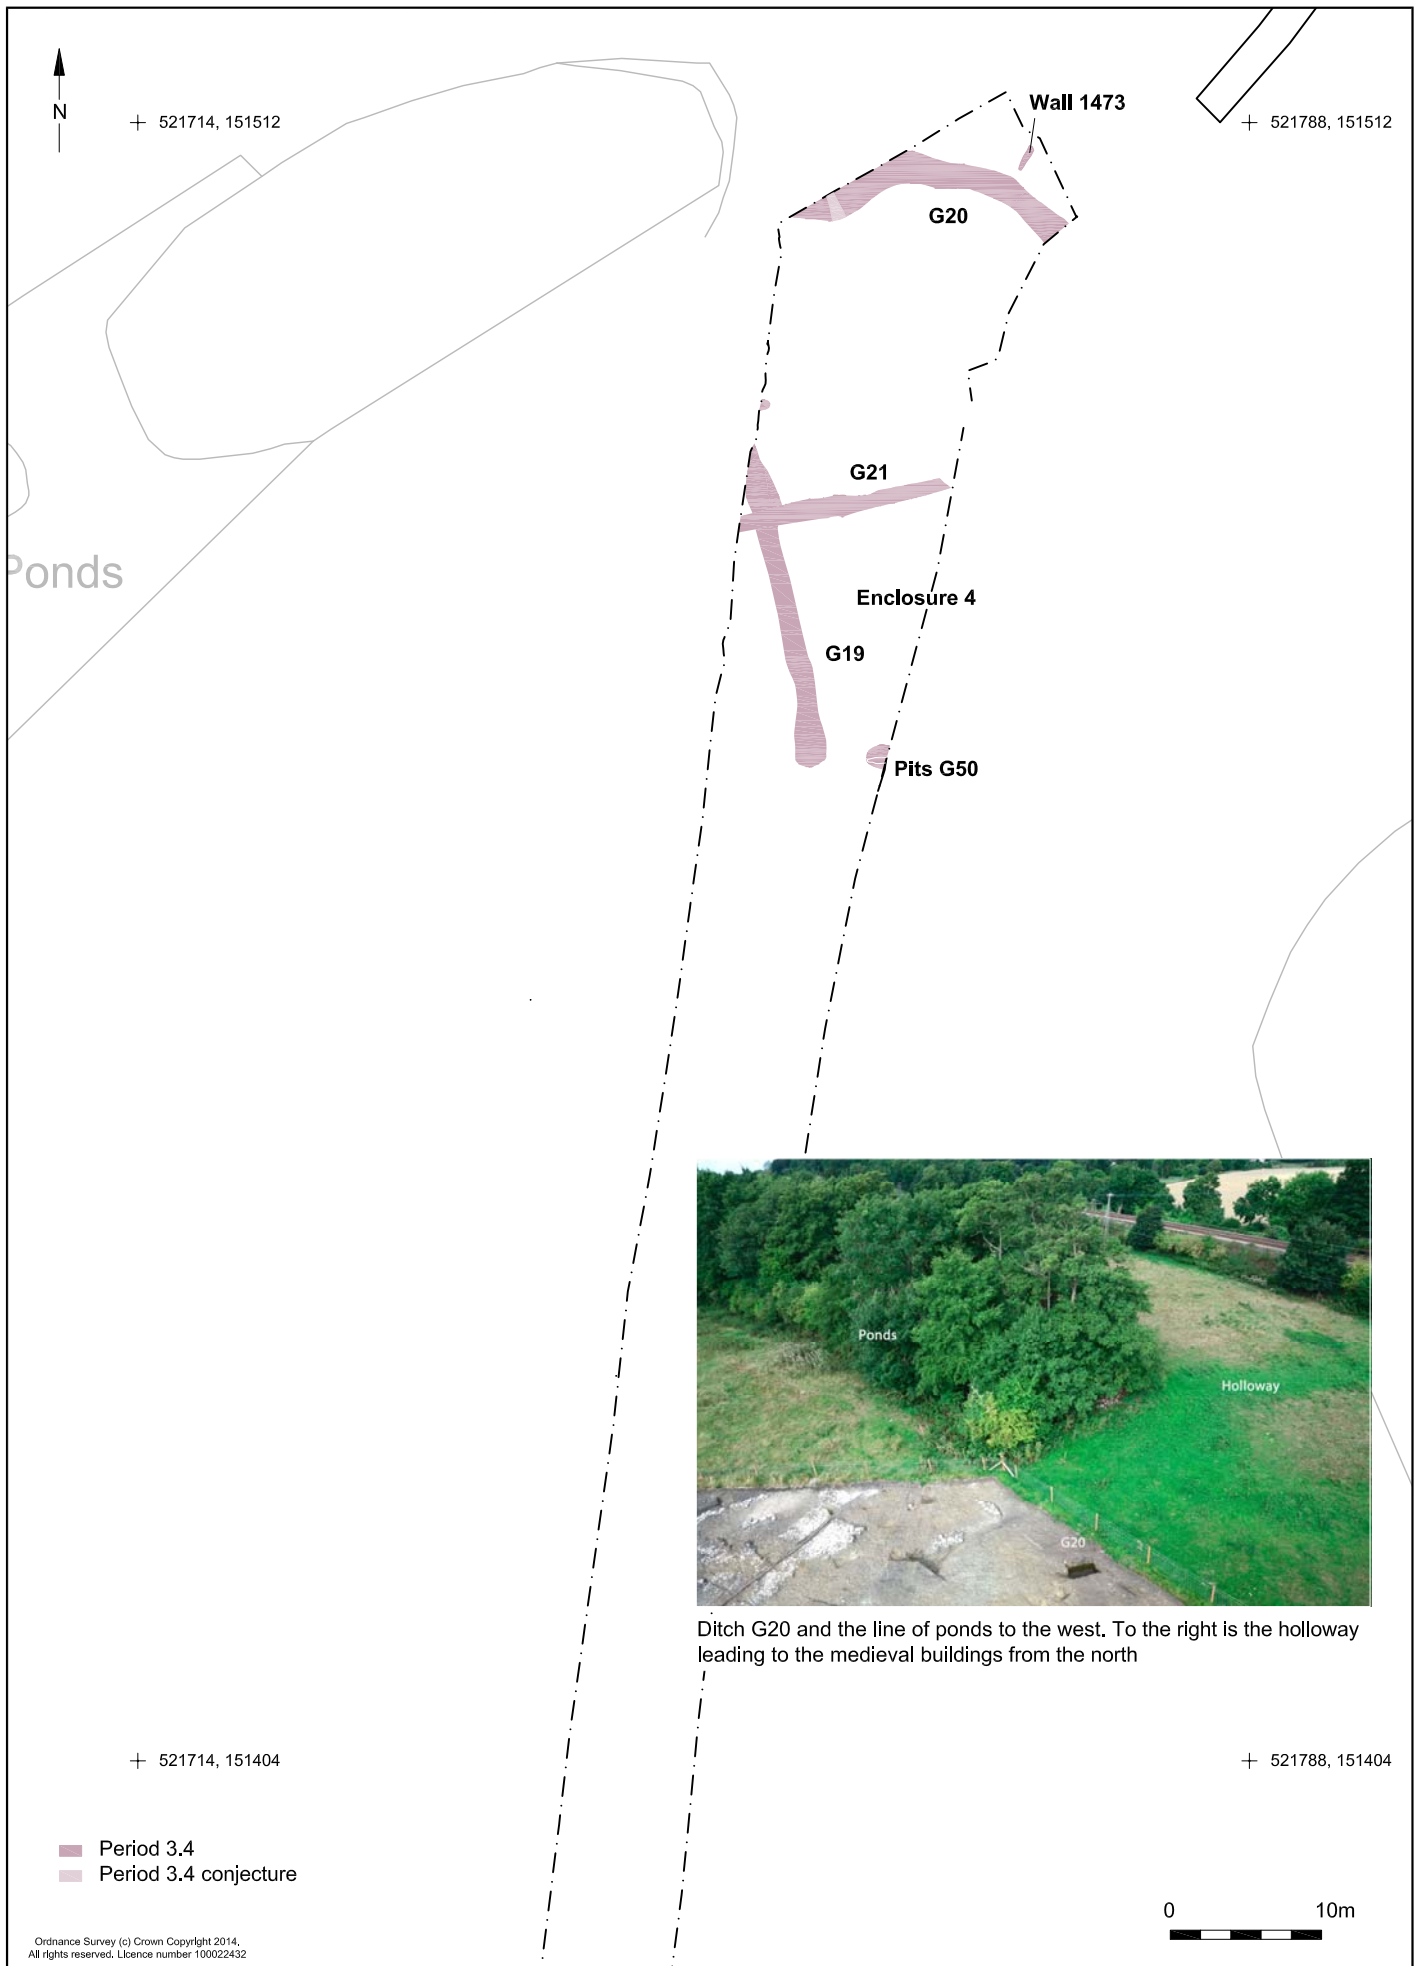 N
521714, 151512
Wall 1473
521788, 151512
G20
G21
Ponds
Enclosure 4
G19
Pits G50
Ponds
Holloway
G20
Ditch G20 and the line of ponds to the west. To the right is the holloway
leading to the medieval buildings from the north
521714, 151404
521788, 151404
Period 3.4
Period 3.4 conjecture
0 10m
Ordnance Survey (c) Crown Copyright 2014,
All rights reserved. Licence number 100022432